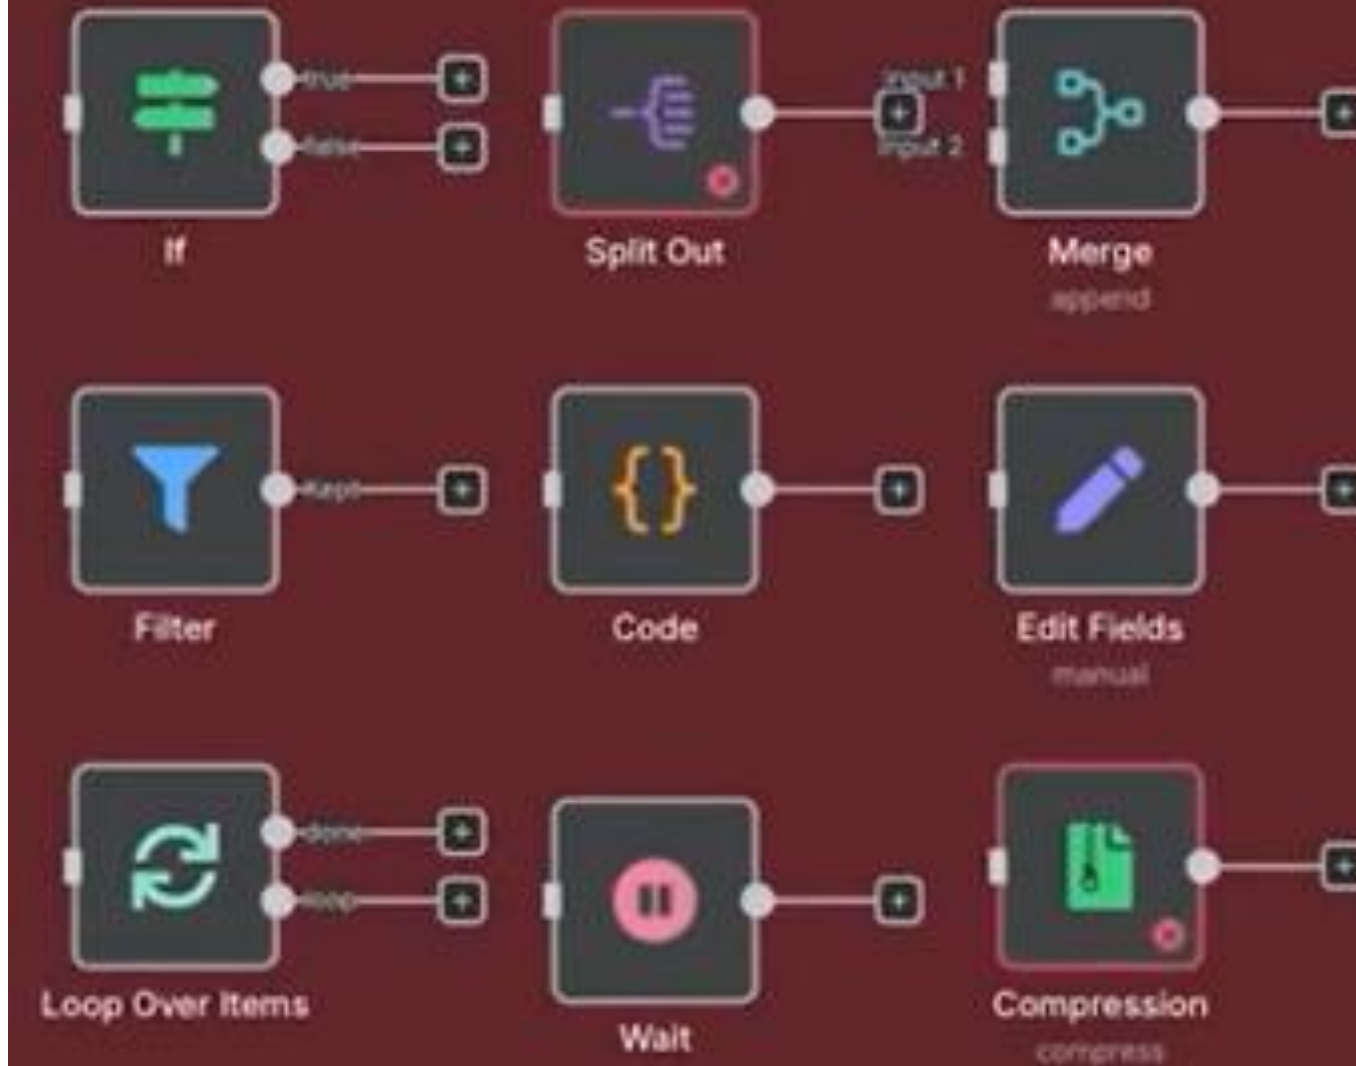 true
false
Input 1
Input 2
If
Split Out
Merge
append
Kept
Filter
Code
Edit Fields
manual
done
loop
Loop Over Items
Wait
Compression
compress